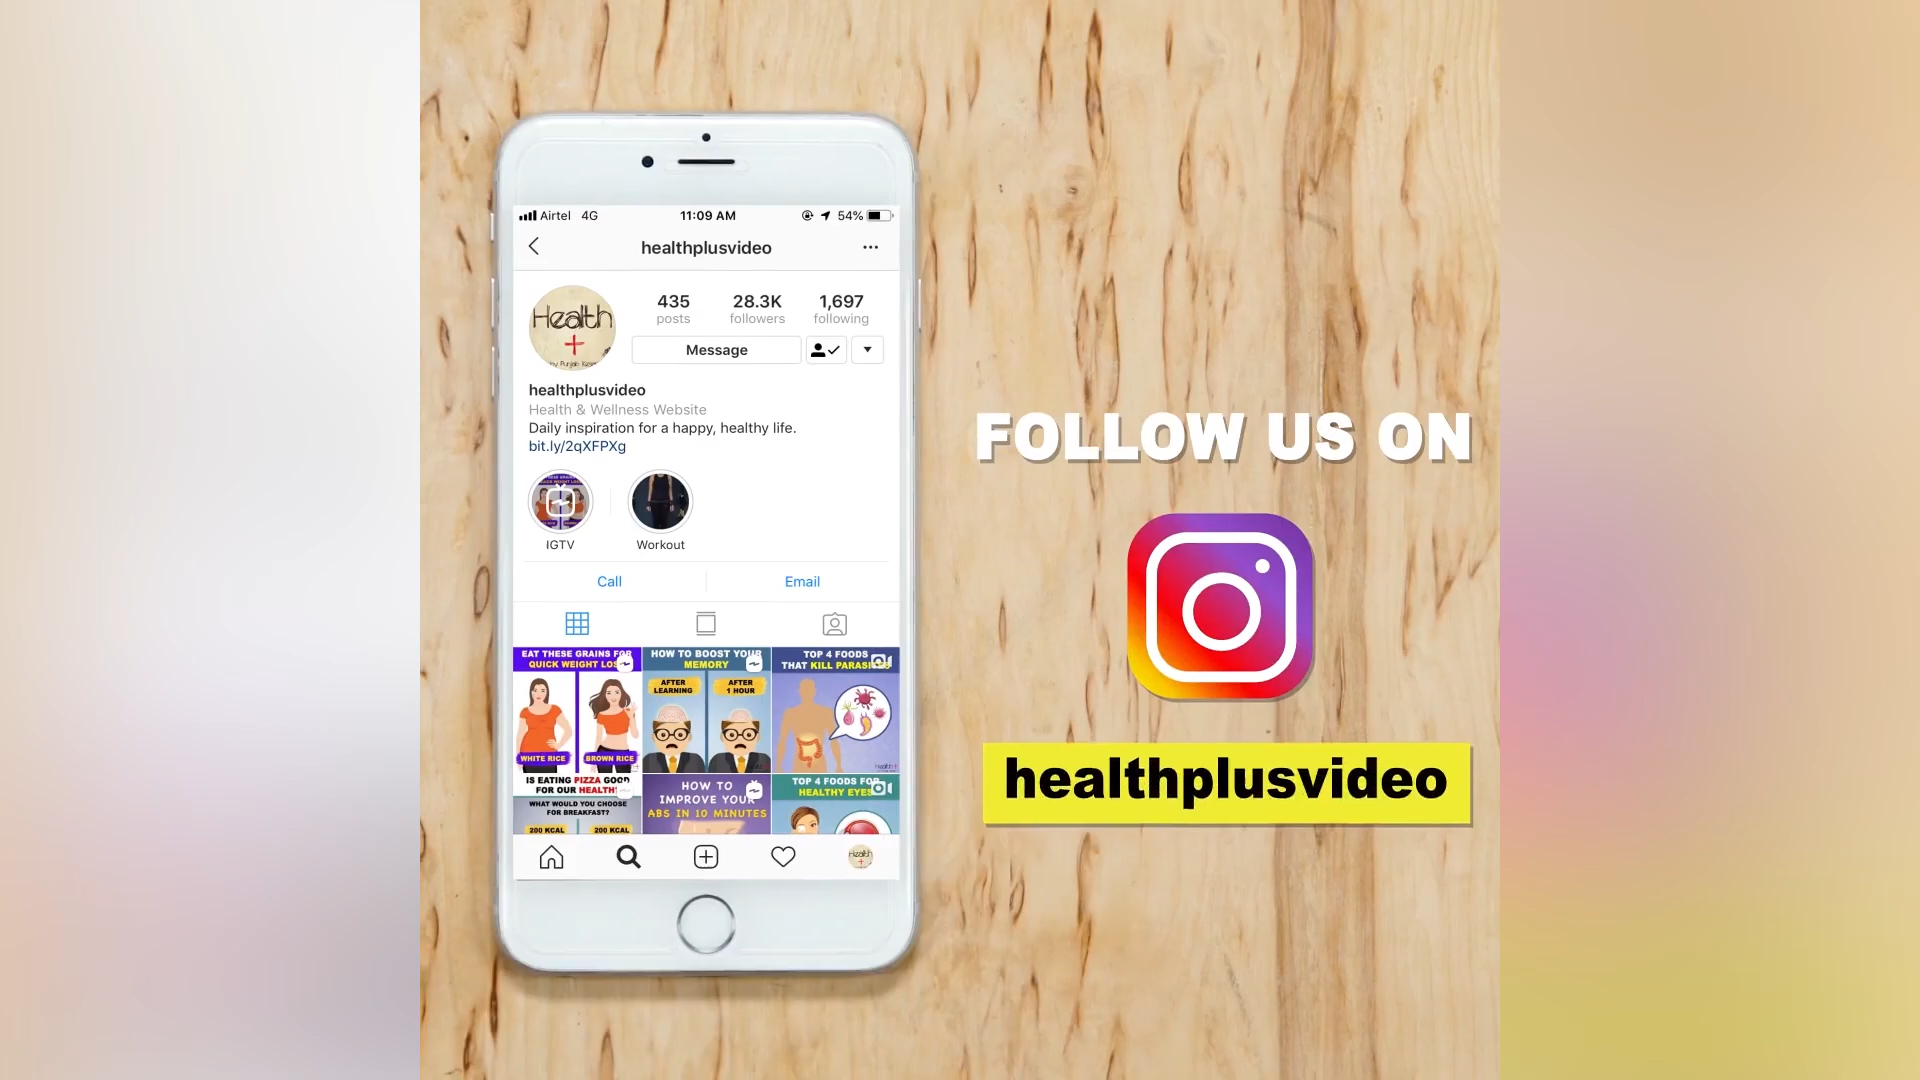 Airtel 4G 11:09 AM 54%
healthplusvideo
Health
+
by Punjab Kesari
435 28.3K 1,697
posts followers following
Message
healthplusvideo
Health & Wellness Website
Daily inspiration for a happy, healthy life.
bit.ly/2qXFPXg
IGTV Workout
Call Email
EAT THESE GRAINS FOR
QUICK WEIGHT LOSS
WHITE RICE BROWN RICE
HOW TO BOOST YOUR
MEMORY
AFTER
LEARNING
AFTER
1 HOUR
TOP 4 FOODS
THAT KILL PARASITES
IS EATING PIZZA GOOD
FOR OUR HEALTH
WHAT WOULD YOU CHOOSE
FOR BREAKFAST?
200 KCAL 200 KCAL
HOW TO
IMPROVE YOUR
ABS IN 10 MINUTES
TOP 4 FOODS FOR
HEALTHY EYES
Health
+
FOLLOW US ON
healthplusvideo